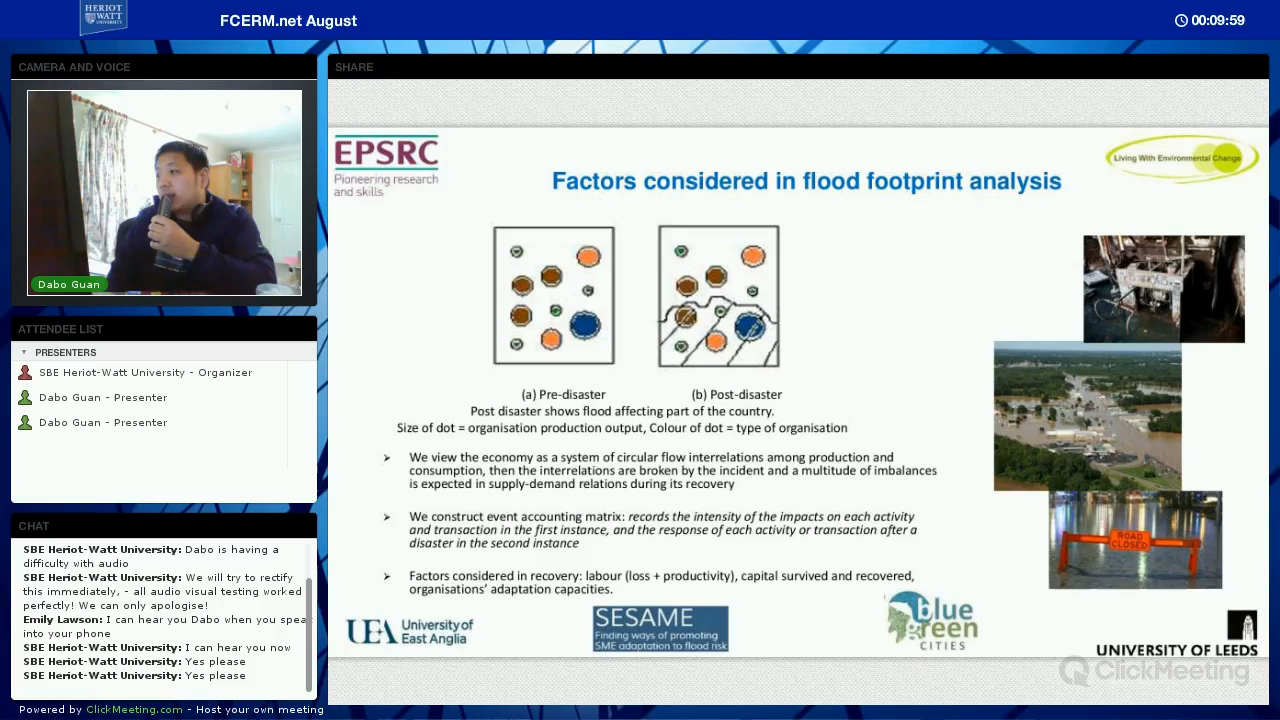 HERIOT
WATT
UNIVERSITY
FCERM.net August
00:09:59
CAMERA AND VOICE
Dabo Guan
ATTENDEE LIST
PRESENTERS
SBE Heriot-Watt University - Organizer
Dabo Guan - Presenter
Dabo Guan - Presenter
CHAT
SBE Heriot-Watt University: Dabo is having a
difficulty with audio
SBE Heriot-Watt University: We will try to rectify
this immediately, - all audio visual testing worked
perfectly! We can only apologise!
Emily Lawson: I can hear you Dabo when you speak
into your phone
SBE Heriot-Watt University: I can hear you now
SBE Heriot-Watt University: Yes please
SBE Heriot-Watt University: Yes please
Powered by ClickMeeting.com - Host your own meeting
SHARE
EPSRC
Pioneering research
and skills
Factors considered in flood footprint analysis
Living With Environmental Change
(a) Pre-disaster
(b) Post-disaster
Post disaster shows flood affecting part of the country.
Size of dot = organisation production output, Colour of dot = type of organisation
We view the economy as a system of circular flow interrelations among production and
consumption, then the interrelations are broken by the incident and a multitude of imbalances
is expected in supply-demand relations during its recovery
We construct event accounting matrix: records the intensity of the impacts on each activity
and transaction in the first instance, and the response of each activity or transaction after a
disaster in the second instance
Factors considered in recovery: labour (loss + productivity), capital survived and recovered,
organisations' adaptation capacities.
ROAD
CLOSED
UEA University of
East Anglia
SESAME
Finding ways of promoting
SME adaptation to flood risk
blue
green
CITIES
UNIVERSITY OF LEEDS
ClickMeeting